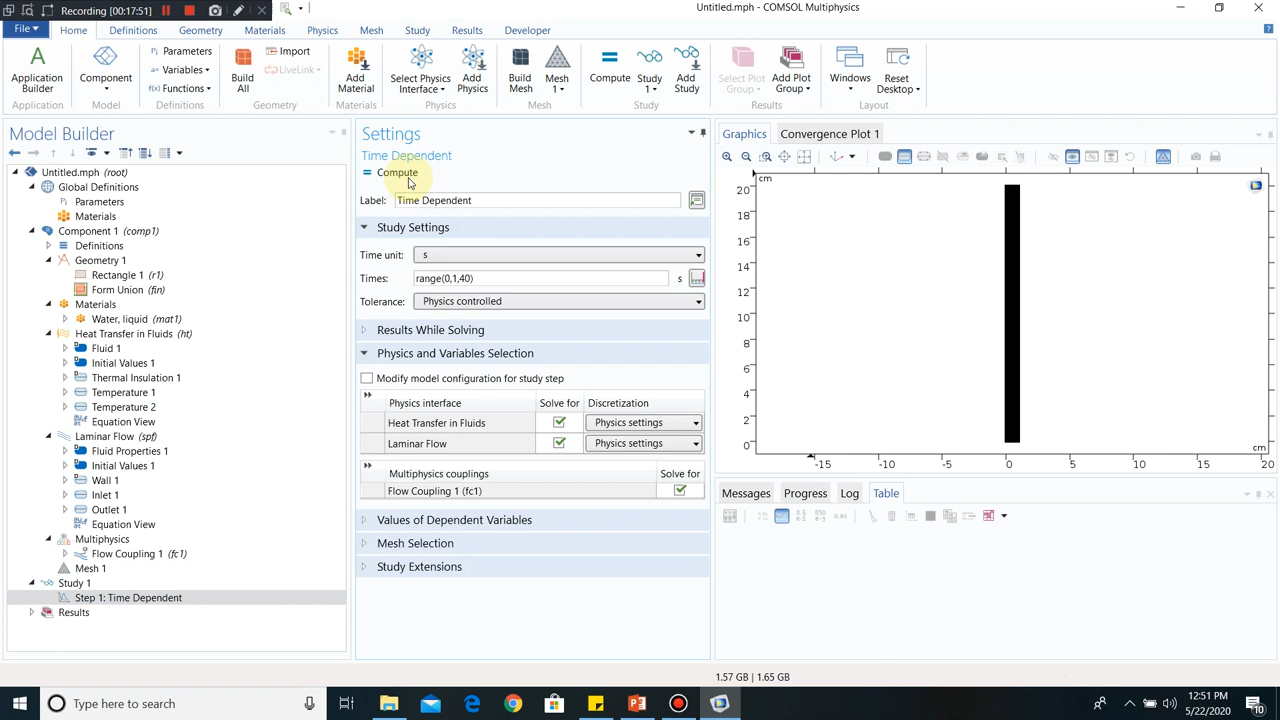 Recording [00:17:51]
Untitled.mph - COMSOL Multiphysics
File
Home
Definitions
Geometry
Materials
Physics
Mesh
Study
Results
Developer
Application Builder
Component
Parameters
Variables
Functions
Build All
Import
LiveLink
Add Material
Select Physics Interface
Add Physics
Build Mesh
Mesh 1
Compute
Study 1
Add Study
Select Plot Group
Add Plot Group
Windows
Reset Desktop
Application
Model
Definitions
Geometry
Materials
Physics
Mesh
Study
Results
Layout
Model Builder
Untitled.mph (root)
Global Definitions
Parameters
Materials
Component 1 (comp1)
Definitions
Geometry 1
Rectangle 1 (r1)
Form Union (fin)
Materials
Water, liquid (mat1)
Heat Transfer in Fluids (ht)
Fluid 1
Initial Values 1
Thermal Insulation 1
Temperature 1
Temperature 2
Equation View
Laminar Flow (spf)
Fluid Properties 1
Initial Values 1
Wall 1
Inlet 1
Outlet 1
Equation View
Multiphysics
Flow Coupling 1 (fc1)
Mesh 1
Study 1
Step 1: Time Dependent
Results
Settings
Time Dependent
Compute
Label: Time Dependent
Study Settings
Time unit: s
Times: range(0,1,40) s
Tolerance: Physics controlled
Results While Solving
Physics and Variables Selection
Modify model configuration for study step
Physics interface Solve for Discretization
Heat Transfer in Fluids Physics settings
Laminar Flow Physics settings
Multiphysics couplings Solve for
Flow Coupling 1 (fc1)
Values of Dependent Variables
Mesh Selection
Study Extensions
Graphics
Convergence Plot 1
cm
20
18
16
14
12
10
8
6
4
2
0
cm
-15 -10 -5 0 5 10 15 20
Messages
Progress
Log
Table
1.57 GB | 1.65 GB
Type here to search
12:51 PM
5/22/2020
10